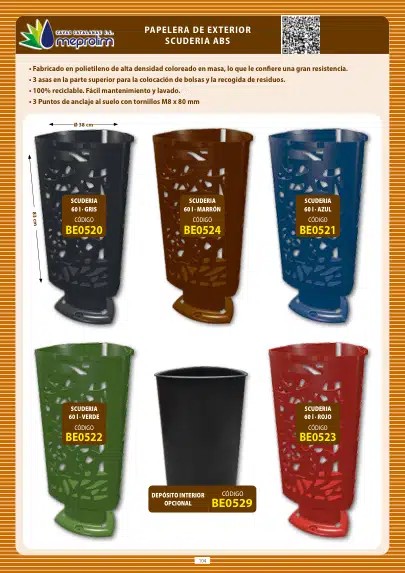 CAYAG CATALANAS S.L.
meprolim
PAPELERA DE EXTERIOR
SCUDERIA ABS
• Fabricado en polietileno de alta densidad coloreado en masa, lo que le confiere una gran resistencia.
• 3 asas en la parte superior para la colocación de bolsas y la recogida de residuos.
• 100% reciclable. Fácil mantenimiento y lavado.
• 3 Puntos de anclaje al suelo con tornillos M8 x 80 mm
Ø 38 cm
cm
SCUDERIA
60 l - GRIS
CÓDIGO
BE0520
SCUDERIA
60 l - MARRÓN
CÓDIGO
BE0524
SCUDERIA
60 l - AZUL
CÓDIGO
BE0521
SCUDERIA
60 l - VERDE
CÓDIGO
BE0522
DEPÓSITO INTERIOR
OPCIONAL
CÓDIGO
BE0529
SCUDERIA
60 l - ROJO
CÓDIGO
BE0523